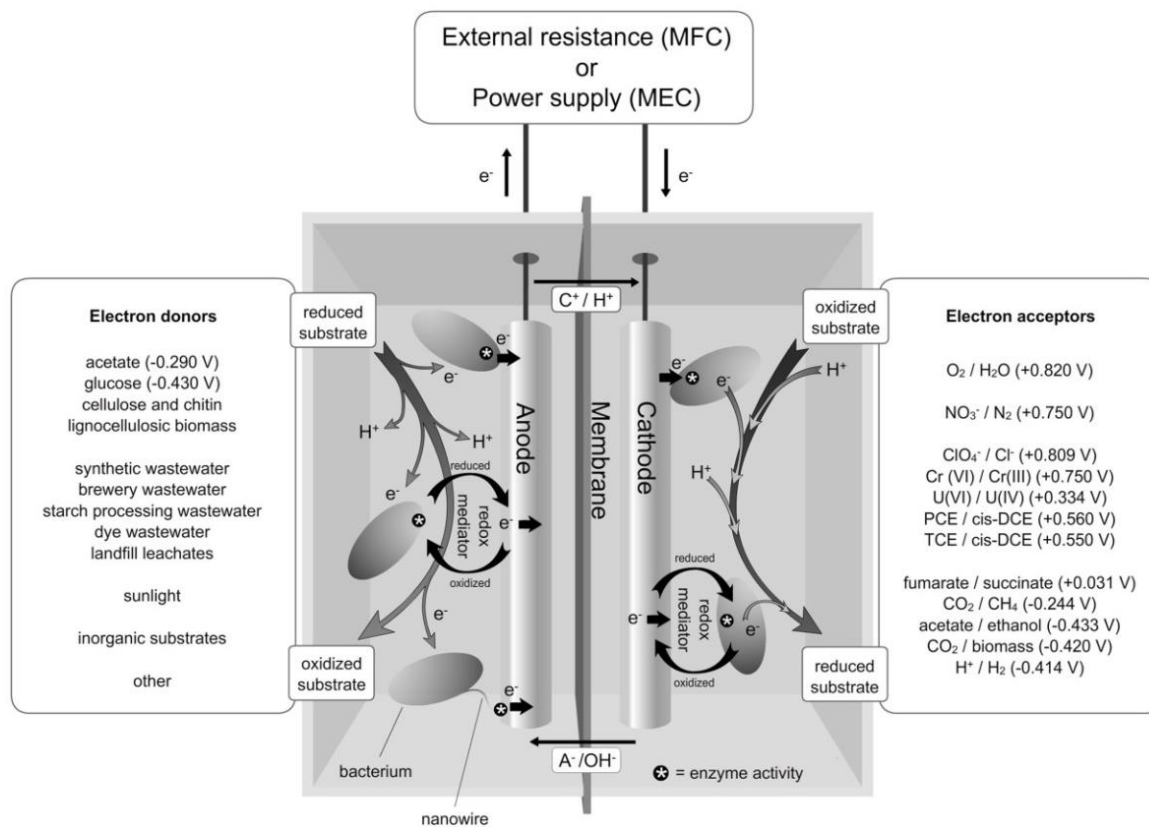 External resistance (MFC)
or
Power supply (MEC)
e⁻
e⁻
Electron donors
acetate (-0.290 V)
glucose (-0.430 V)
cellulose and chitin
lignocellulosic biomass
synthetic wastewater
brewery wastewater
starch processing wastewater
dye wastewater
landfill leachates
sunlight
inorganic substrates
other
reduced
substrate
oxidized
substrate
C⁺ / H⁺
e⁻
e⁻
H⁺
H⁺
e⁻
reduced
redox
mediator
oxidized
e⁻
e⁻
e⁻
bacterium
nanowire
Anode
Membrane
Cathode
A⁻/OH⁻
e⁻
e⁻
H⁺
H⁺
reduced
redox
mediator
oxidized
e⁻
e⁻
* = enzyme activity
oxidized
substrate
reduced
substrate
Electron acceptors
O₂ / H₂O (+0.820 V)
NO₃⁻ / N₂ (+0.750 V)
ClO₄⁻ / Cl⁻ (+0.809 V)
Cr (VI) / Cr(III) (+0.750 V)
U(VI) / U(IV) (+0.334 V)
PCE / cis-DCE (+0.560 V)
TCE / cis-DCE (+0.550 V)
fumarate / succinate (+0.031 V)
CO₂ / CH₄ (-0.244 V)
acetate / ethanol (-0.433 V)
CO₂ / biomass (-0.420 V)
H⁺ / H₂ (-0.414 V)